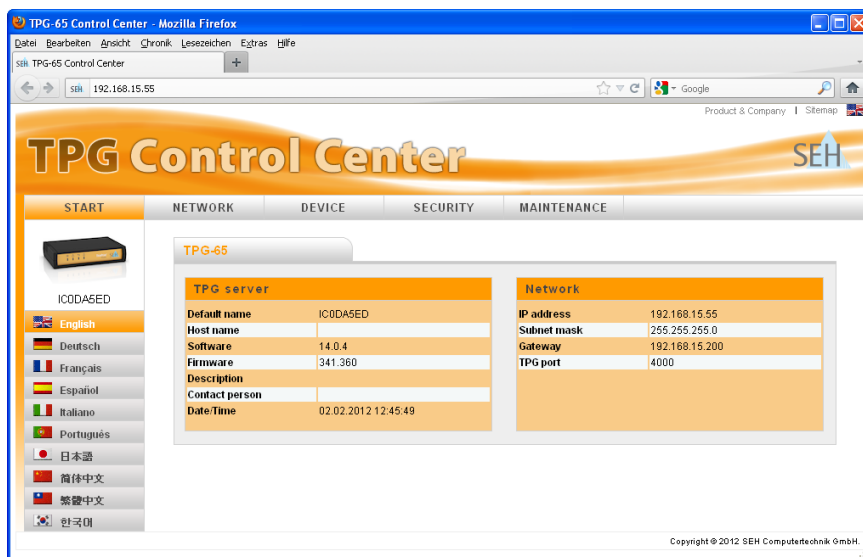 TPG-65 Control Center - Mozilla Firefox
Datei Bearbeiten Ansicht Chronik Lesezeichen Extras Hilfe
SEH TPG-65 Control Center
SEH 192.168.15.55
Google
Product & Company | Sitemap
TPG Control Center
SEH
START NETWORK DEVICE SECURITY MAINTENANCE
IC0DA5ED
English
Deutsch
Français
Español
Italiano
Português
日本語
简体中文
繁體中文
한국어
TPG-65
TPG server
Default name IC0DA5ED
Host name
Software 14.0.4
Firmware 341.360
Description
Contact person
Date/Time 02.02.2012 12:45:49
Network
IP address 192.168.15.55
Subnet mask 255.255.255.0
Gateway 192.168.15.200
TPG port 4000
Copyright © 2012 SEH Computertechnik GmbH.